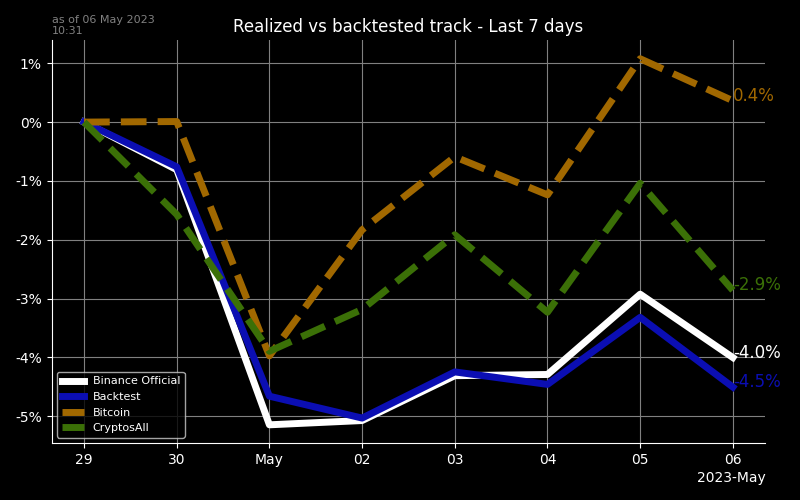 as of 06 May 2023
10:31
Realized vs backtested track - Last 7 days
1%
0%
-1%
-2%
-3%
-4%
-5%
0.4%
-2.9%
-4.0%
-4.5%
Binance Official
Backtest
Bitcoin
CryptosAll
29 30 May 02 03 04 05 06
2023-May